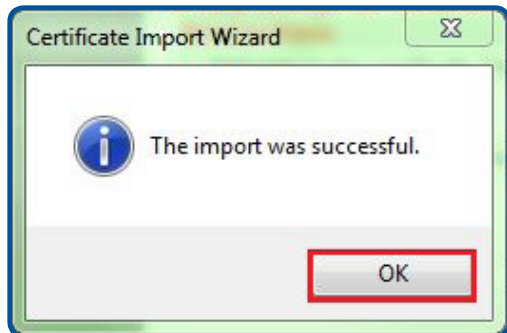 Certificate Import Wizard
The import was successful.
OK